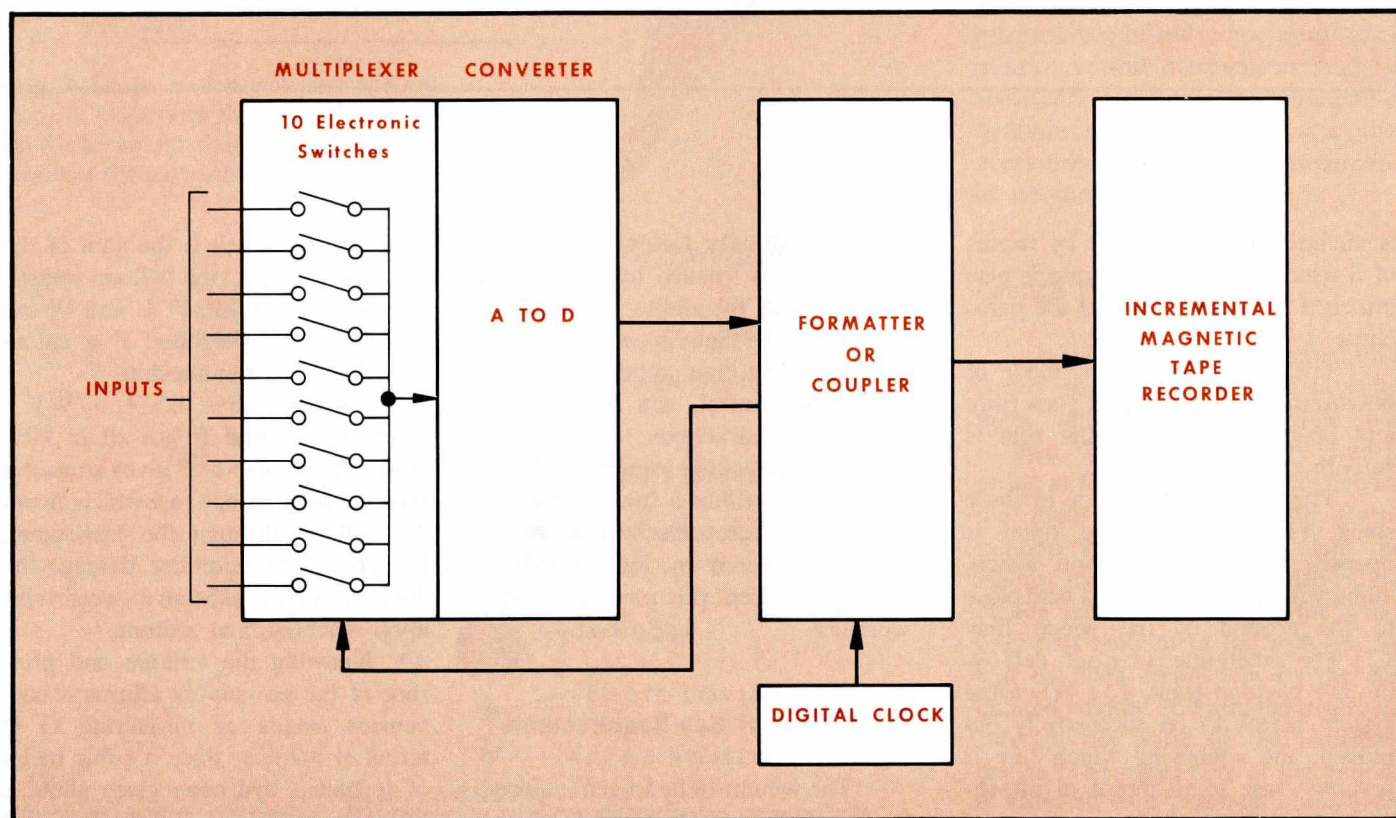 MULTIPLEXER CONVERTER
10 Electronic
Switches
INPUTS
A TO D
FORMATTER
OR
COUPLER
INCREMENTAL
MAGNETIC
TAPE
RECORDER
DIGITAL CLOCK